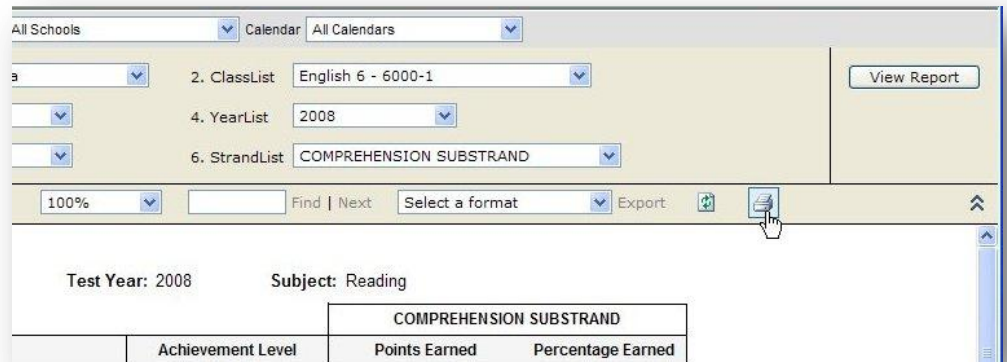 All Schools Calendar All Calendars
a 2. ClassList English 6 - 6000-1 View Report
4. YearList 2008
6. StrandList COMPREHENSION SUBSTRAND
100% Find | Next Select a format Export
Test Year: 2008 Subject: Reading
COMPREHENSION SUBSTRAND
Achievement Level Points Earned Percentage Earned